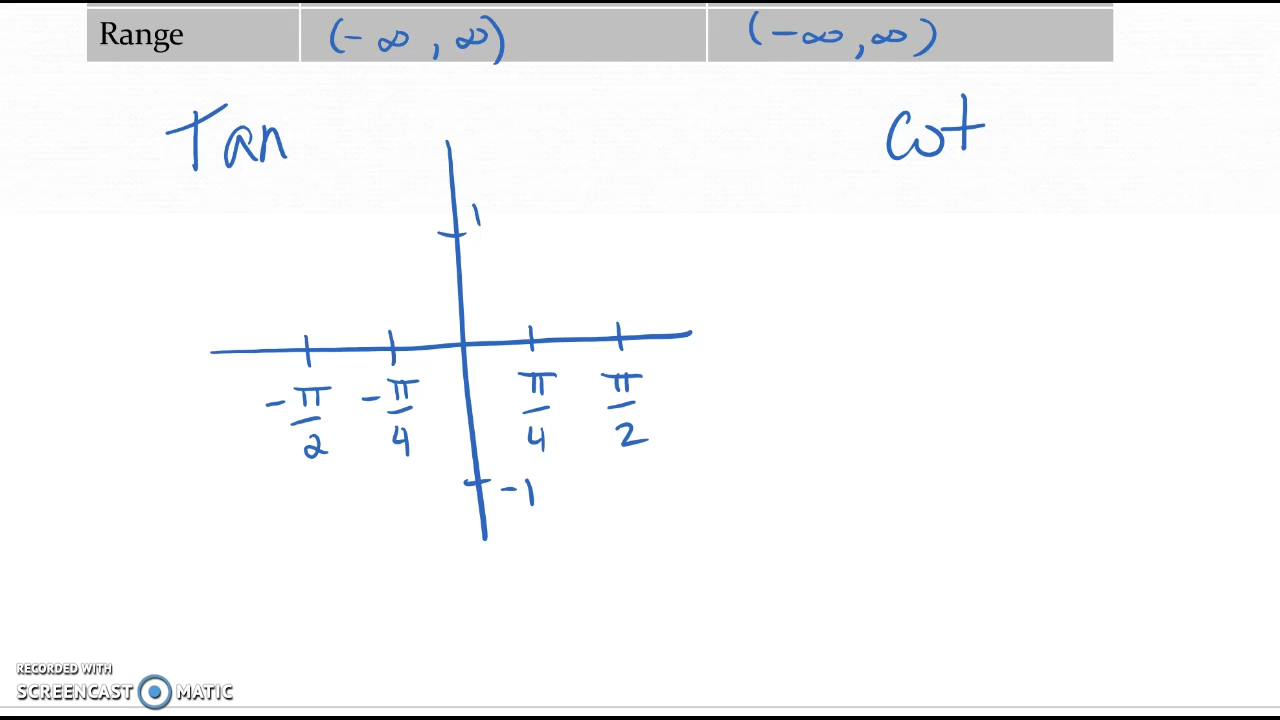 Range (-∞, ∞) (-∞, ∞)
Tan cot
1
-π/2 -π/4 π/4 π/2
-1
RECORDED WITH
SCREENCAST MATIC